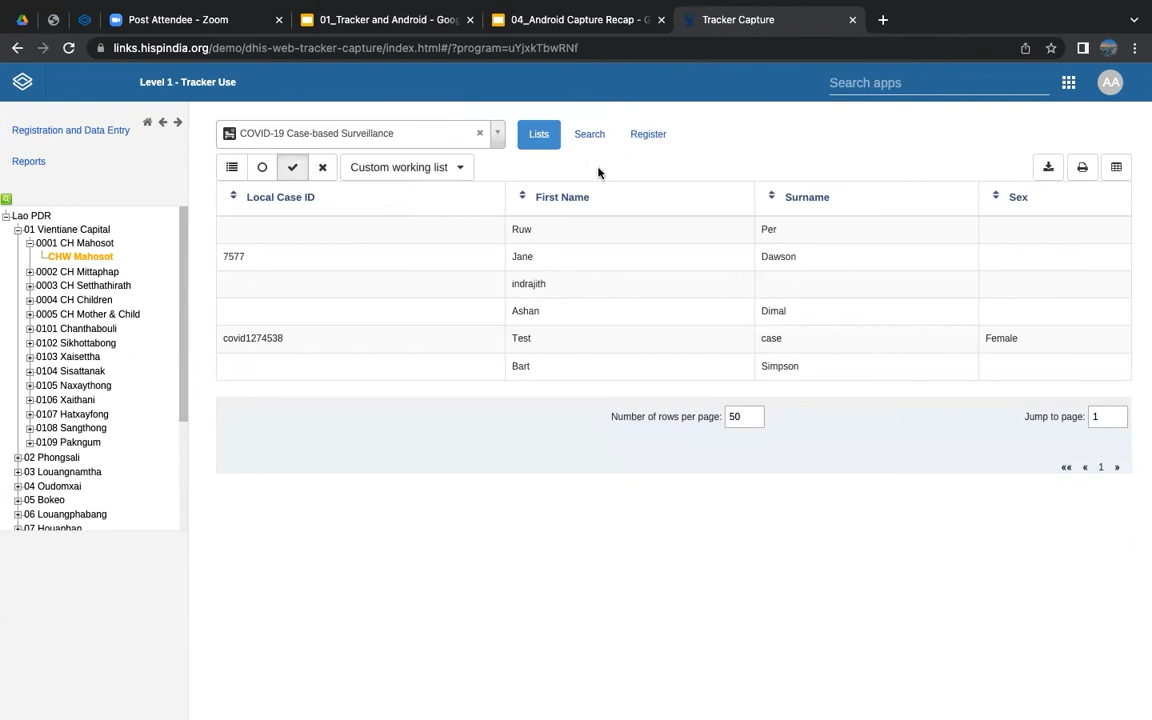 Post Attendee - Zoom
01_Tracker and Android - Goog
04_Android Capture Recap - G
Tracker Capture
links.hispindia.org/demo/dhis-web-tracker-capture/index.html#/?program=uYjxkTbwRNf
Level 1 - Tracker Use
Search apps
AA
Registration and Data Entry
Reports
Lao PDR
01 Vientiane Capital
0001 CH Mahosot
CHW Mahosot
0002 CH Mittaphap
0003 CH Setthathirath
0004 CH Children
0005 CH Mother & Child
0101 Chanthabouli
0102 Sikhottabong
0103 Xaisettha
0104 Sisattanak
0105 Naxaythong
0106 Xaithani
0107 Hatxayfong
0108 Sangthong
0109 Pakngum
02 Phongsali
03 Louangnamtha
04 Oudomxai
05 Bokeo
06 Louangphabang
07 Houaphan
COVID-19 Case-based Surveillance
Lists
Search
Register
Custom working list
Local Case ID First Name Surname Sex
Ruw Per
7577 Jane Dawson
indrajith
Ashan Dimal
covid1274538 Test case Female
Bart Simpson
Number of rows per page: 50
Jump to page: 1
«« « 1 »